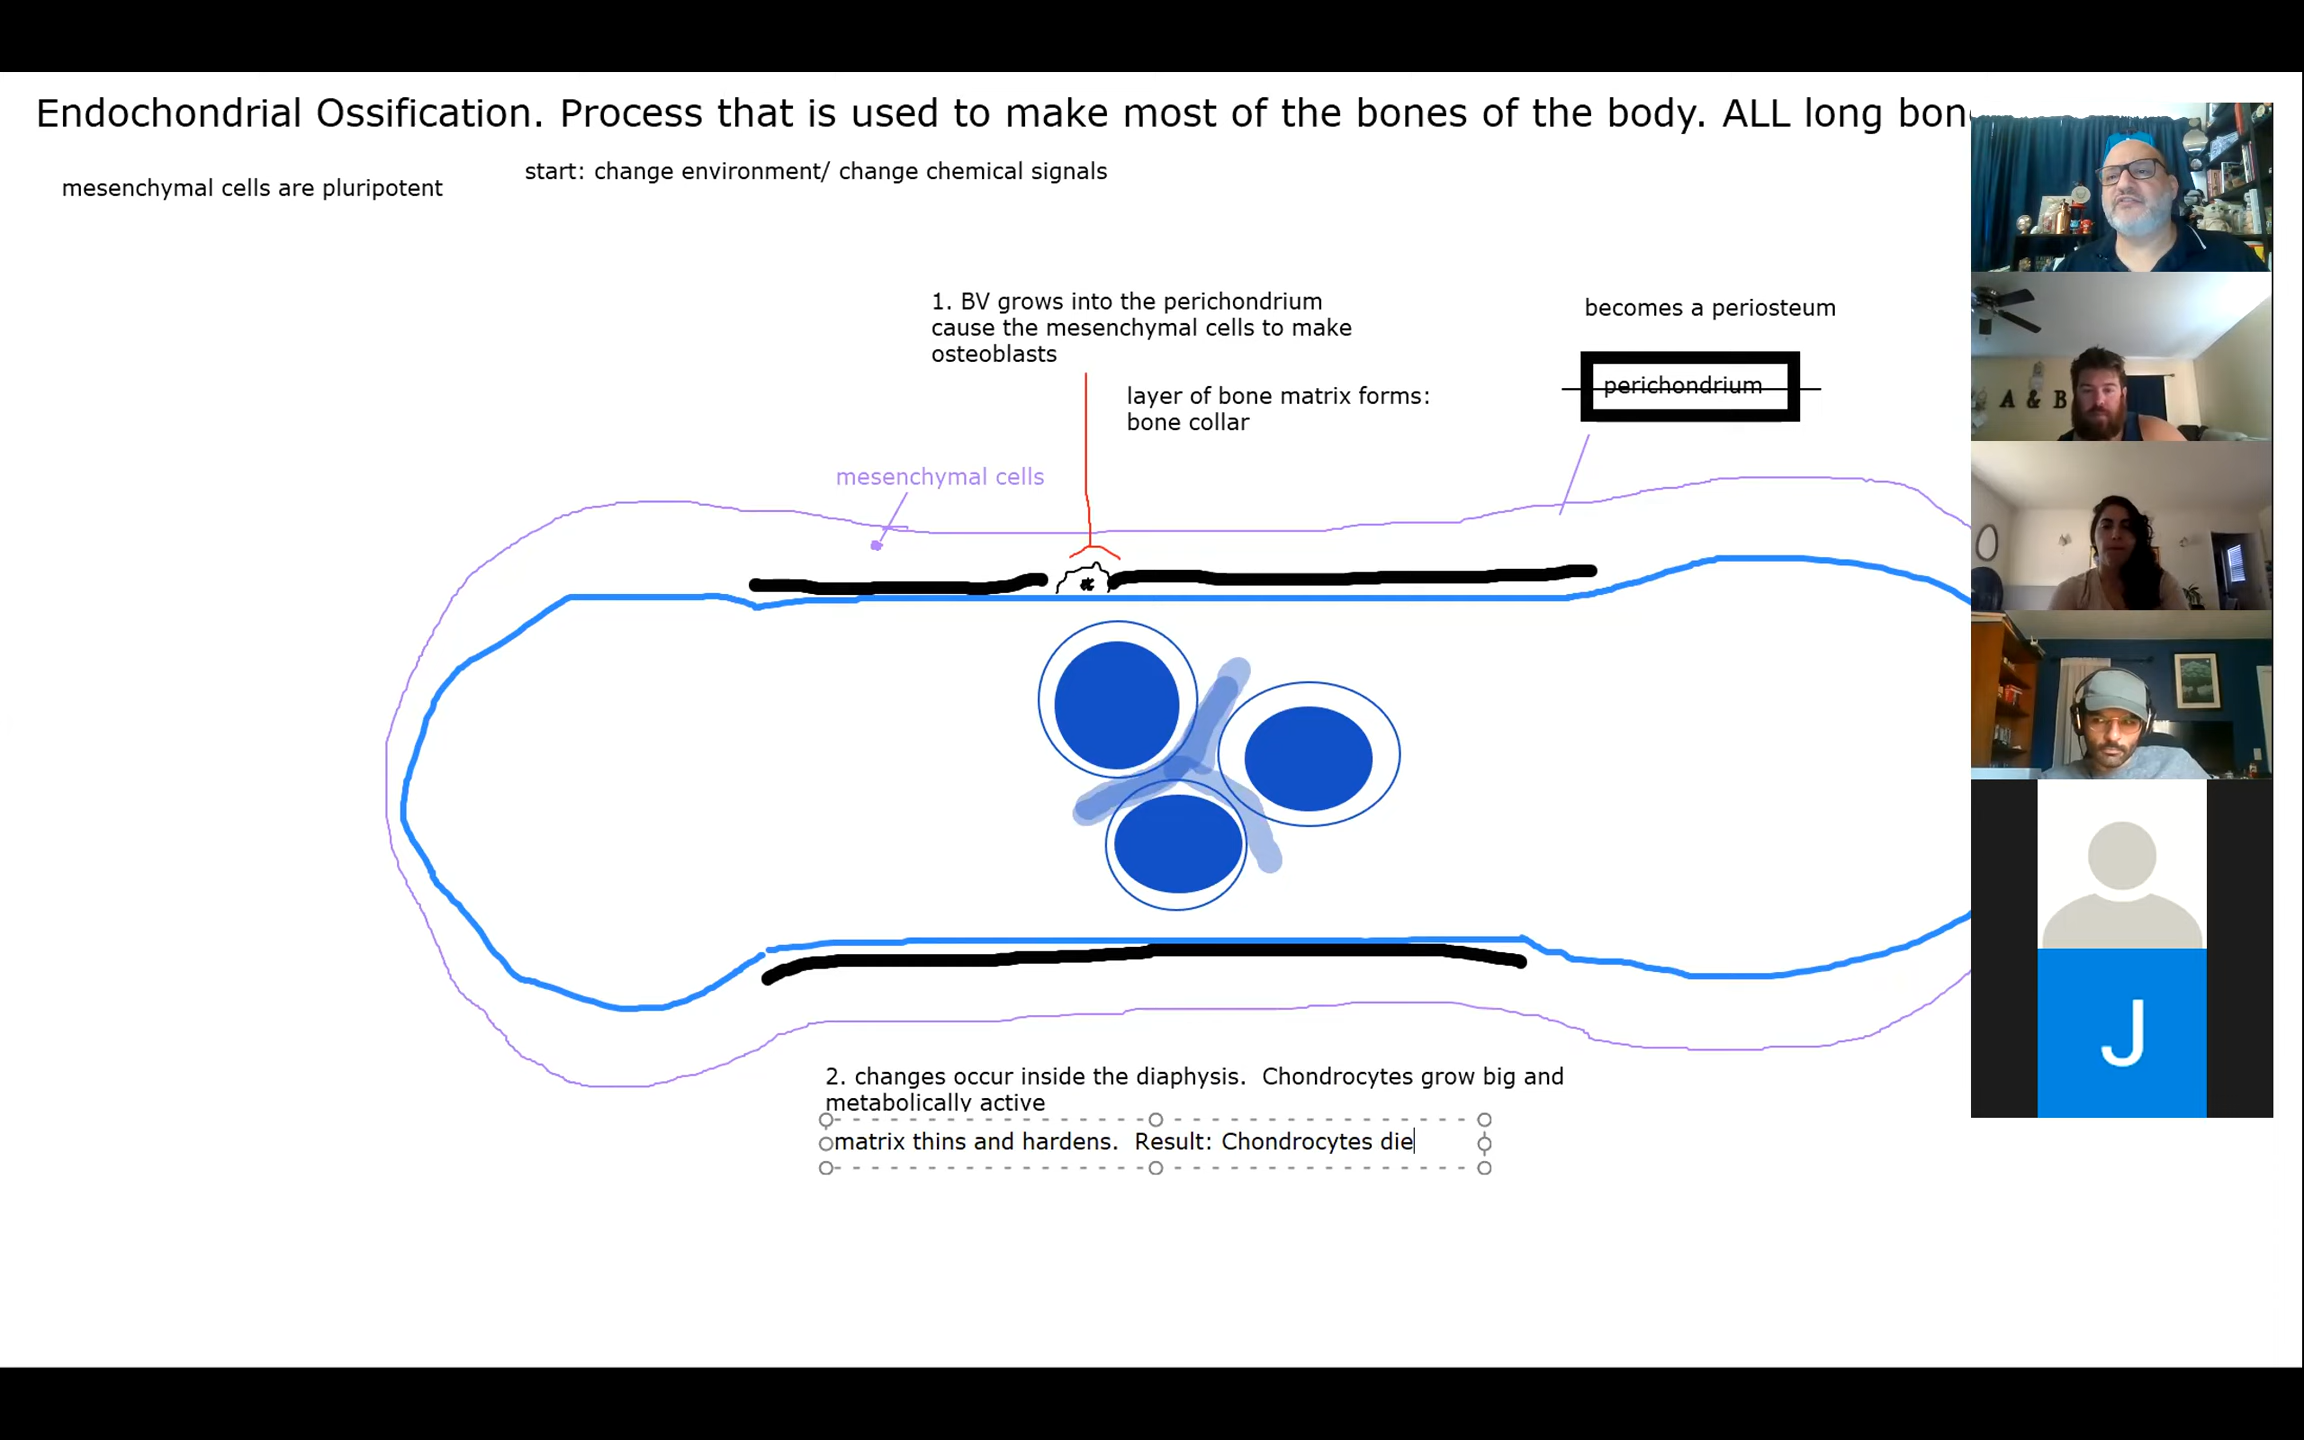 Endochondrial Ossification. Process that is used to make most of the bones of the body. ALL long bon
mesenchymal cells are pluripotent
start: change environment/ change chemical signals
1. BV grows into the perichondrium
cause the mesenchymal cells to make
osteoblasts
becomes a periosteum
perichondrium
layer of bone matrix forms:
bone collar
mesenchymal cells
2. changes occur inside the diaphysis.  Chondrocytes grow big and
metabolically active
matrix thins and hardens.  Result: Chondrocytes die
A & B
J